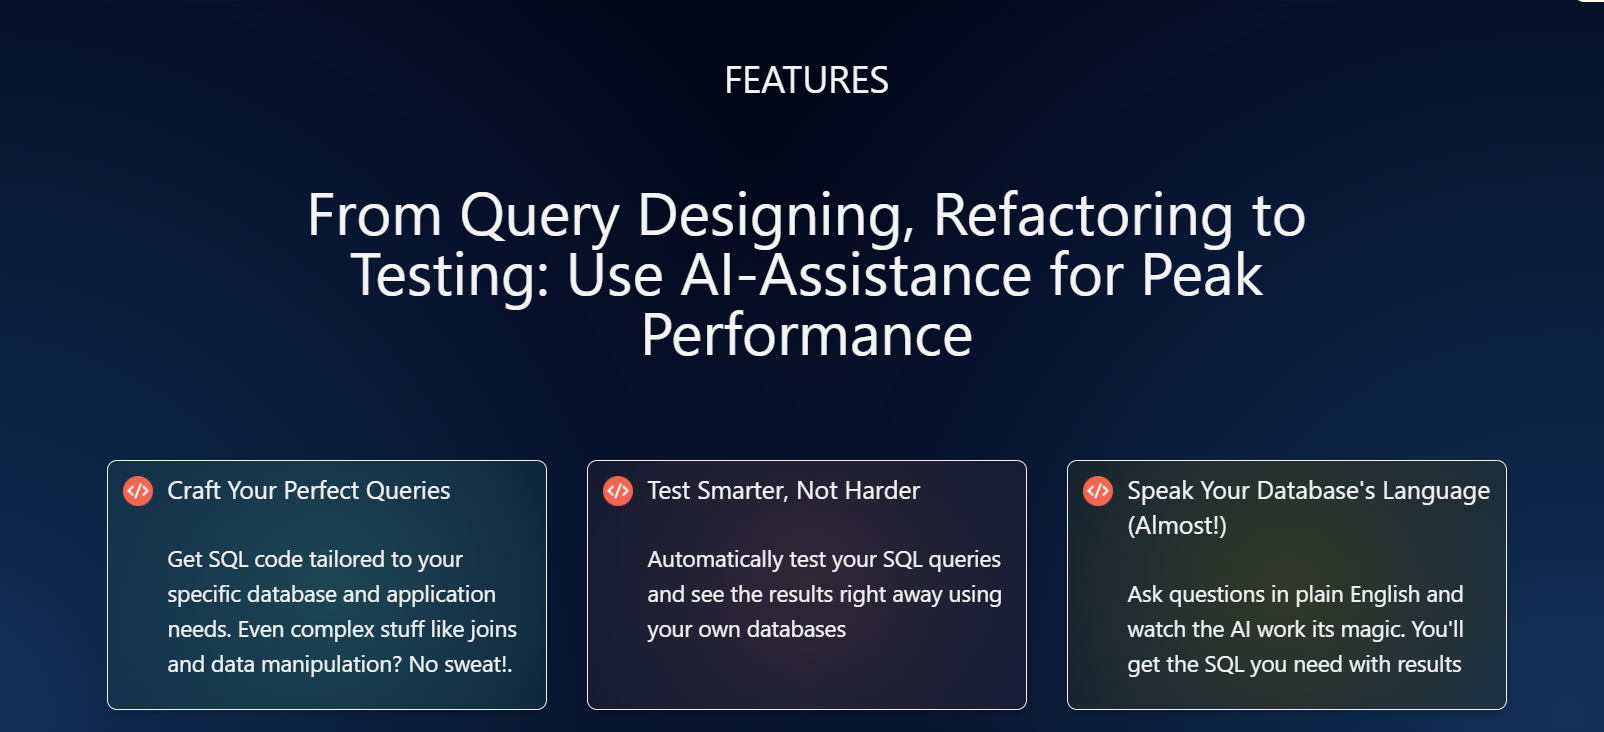 FEATURES
From Query Designing, Refactoring to
Testing: Use AI-Assistance for Peak
Performance
Craft Your Perfect Queries
Get SQL code tailored to your
specific database and application
needs. Even complex stuff like joins
and data manipulation? No sweat!.
Test Smarter, Not Harder
Automatically test your SQL queries
and see the results right away using
your own databases
Speak Your Database's Language
(Almost!)
Ask questions in plain English and
watch the AI work its magic. You'll
get the SQL you need with results